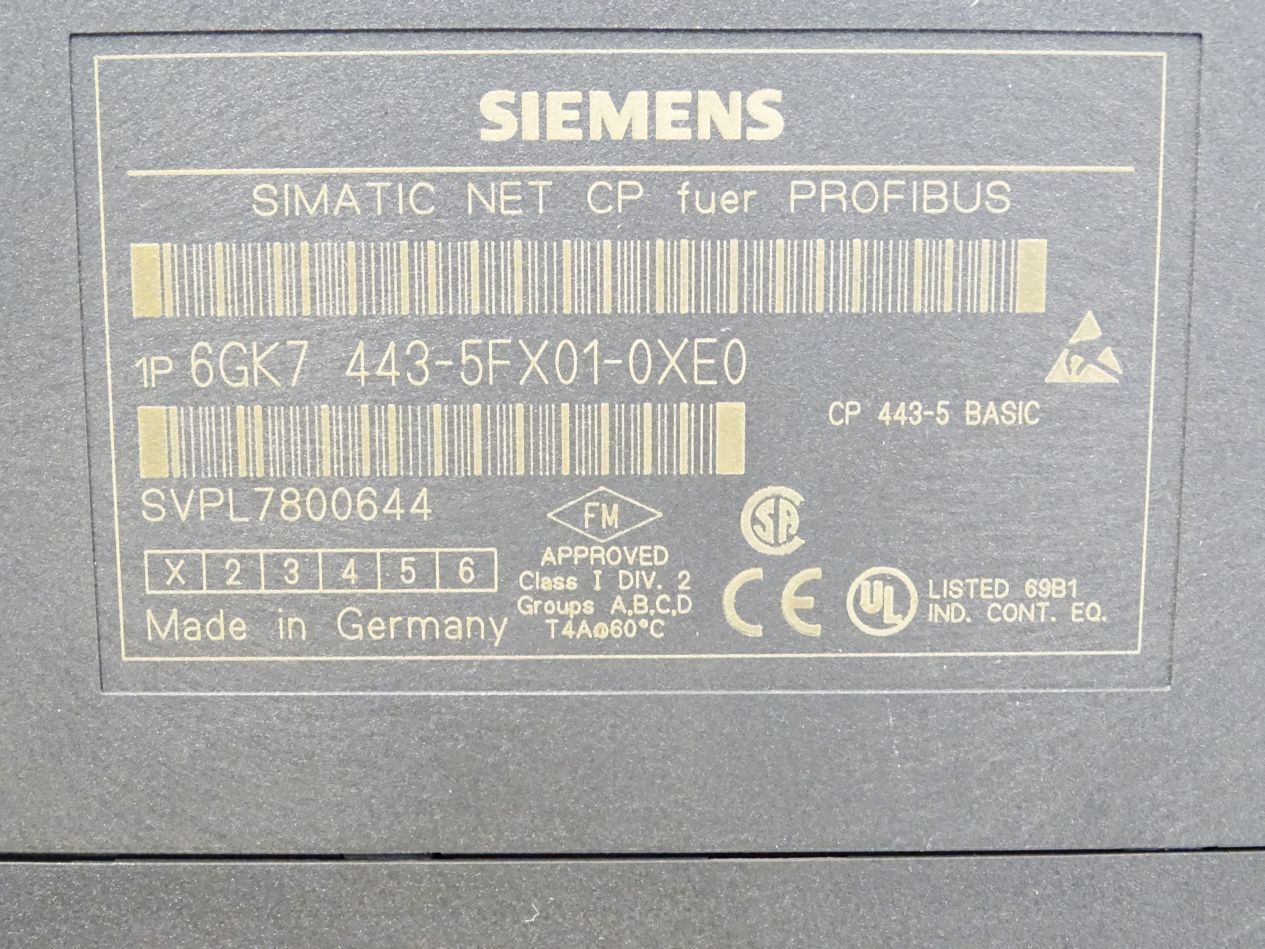 SIEMENS
SIMATIC NET CP fuer PROFIBUS
1P 6GK7 443-5FX01-0XE0
CP 443-5 BASIC
SVPL7800644
X 2 3 4 5 6
Made in Germany
FM
APPROVED
Class I DIV. 2
Groups A,B,C,D
T4A@60°C
SA
CE
UL
LISTED 69B1
IND. CONT. EQ.